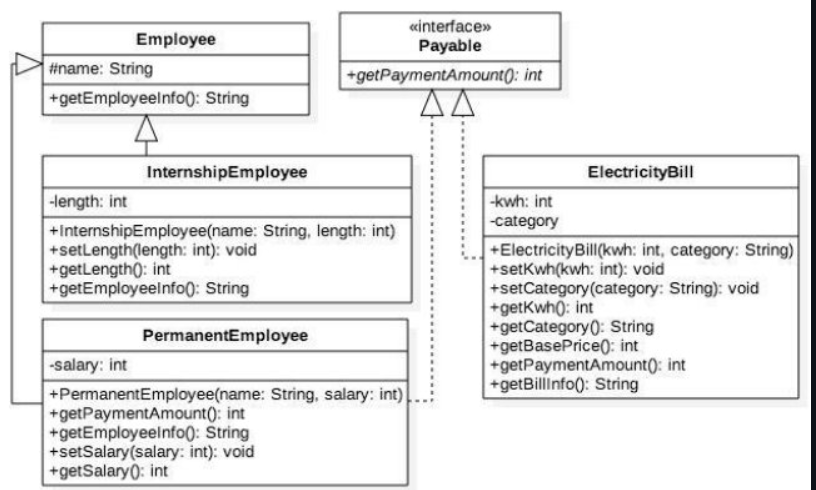 Employee
#name: String
+getEmployeeInfo(): String
«interface»
Payable
+getPaymentAmount(): int
InternshipEmployee
-length: int
+InternshipEmployee(name: String, length: int)
+setLength(length: int): void
+getLength(): int
+getEmployeeInfo(): String
ElectricityBill
-kwh: int
-category
+ElectricityBill(kwh: int, category: String)
+setKwh(kwh: int): void
+setCategory(category: String): void
+getKwh(): int
+getCategory(): String
+getBasePrice(): int
+getPaymentAmount(): int
+getBillInfo(): String
PermanentEmployee
-salary: int
+PermanentEmployee(name: String, salary: int)
+getPaymentAmount(): int
+getEmployeeInfo(): String
+setSalary(salary: int): void
+getSalary(): int